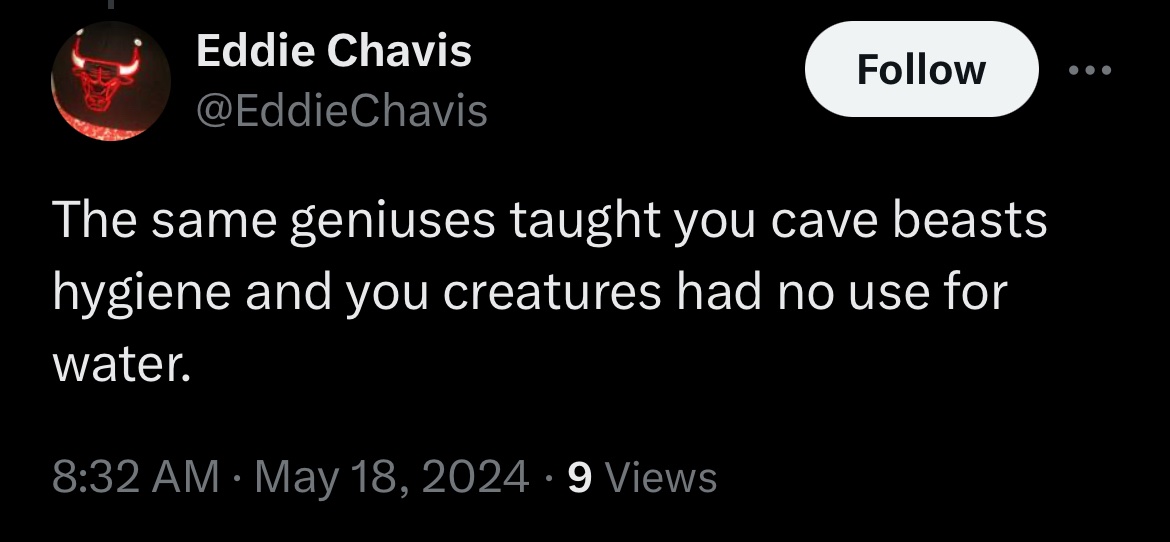 Eddie Chavis
@EddieChavis
Follow
The same geniuses taught you cave beasts
hygiene and you creatures had no use for
water.
8:32 AM · May 18, 2024 · 9 Views